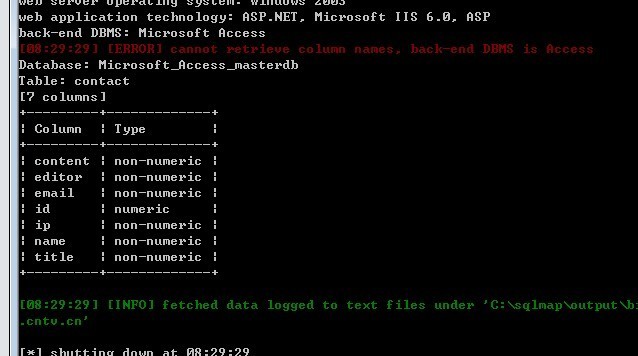 web server operating system: Windows 2003
web application technology: ASP.NET, Microsoft IIS 6.0, ASP
back-end DBMS: Microsoft Access
[08:29:29] [ERROR] cannot retrieve column names, back-end DBMS is Access
Database: Microsoft_Access_masterdb
Table: contact
[7 columns]
+---------+-------------+
| Column | Type |
+---------+-------------+
| content | non-numeric |
| editor | non-numeric |
| email | non-numeric |
| id | numeric |
| ip | non-numeric |
| name | non-numeric |
| title | non-numeric |
+---------+-------------+
[08:29:29] [INFO] fetched data logged to text files under 'C:\sqlmap\output\b
.cntv.cn'
[*] shutting down at 08:29:29